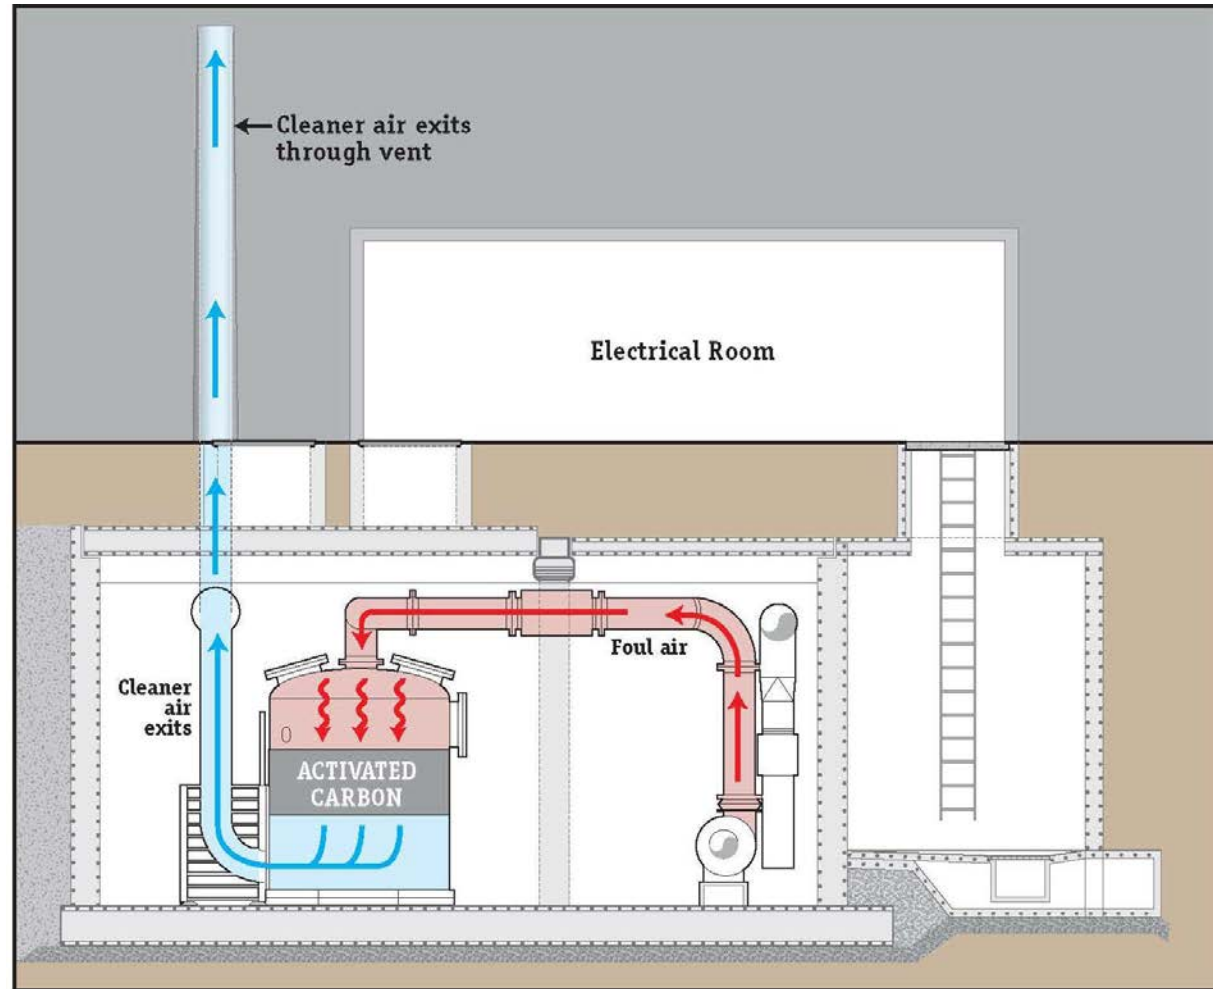 Cleaner air exits
through vent
Electrical Room
Foul air
Cleaner
air
exits
ACTIVATED
CARBON